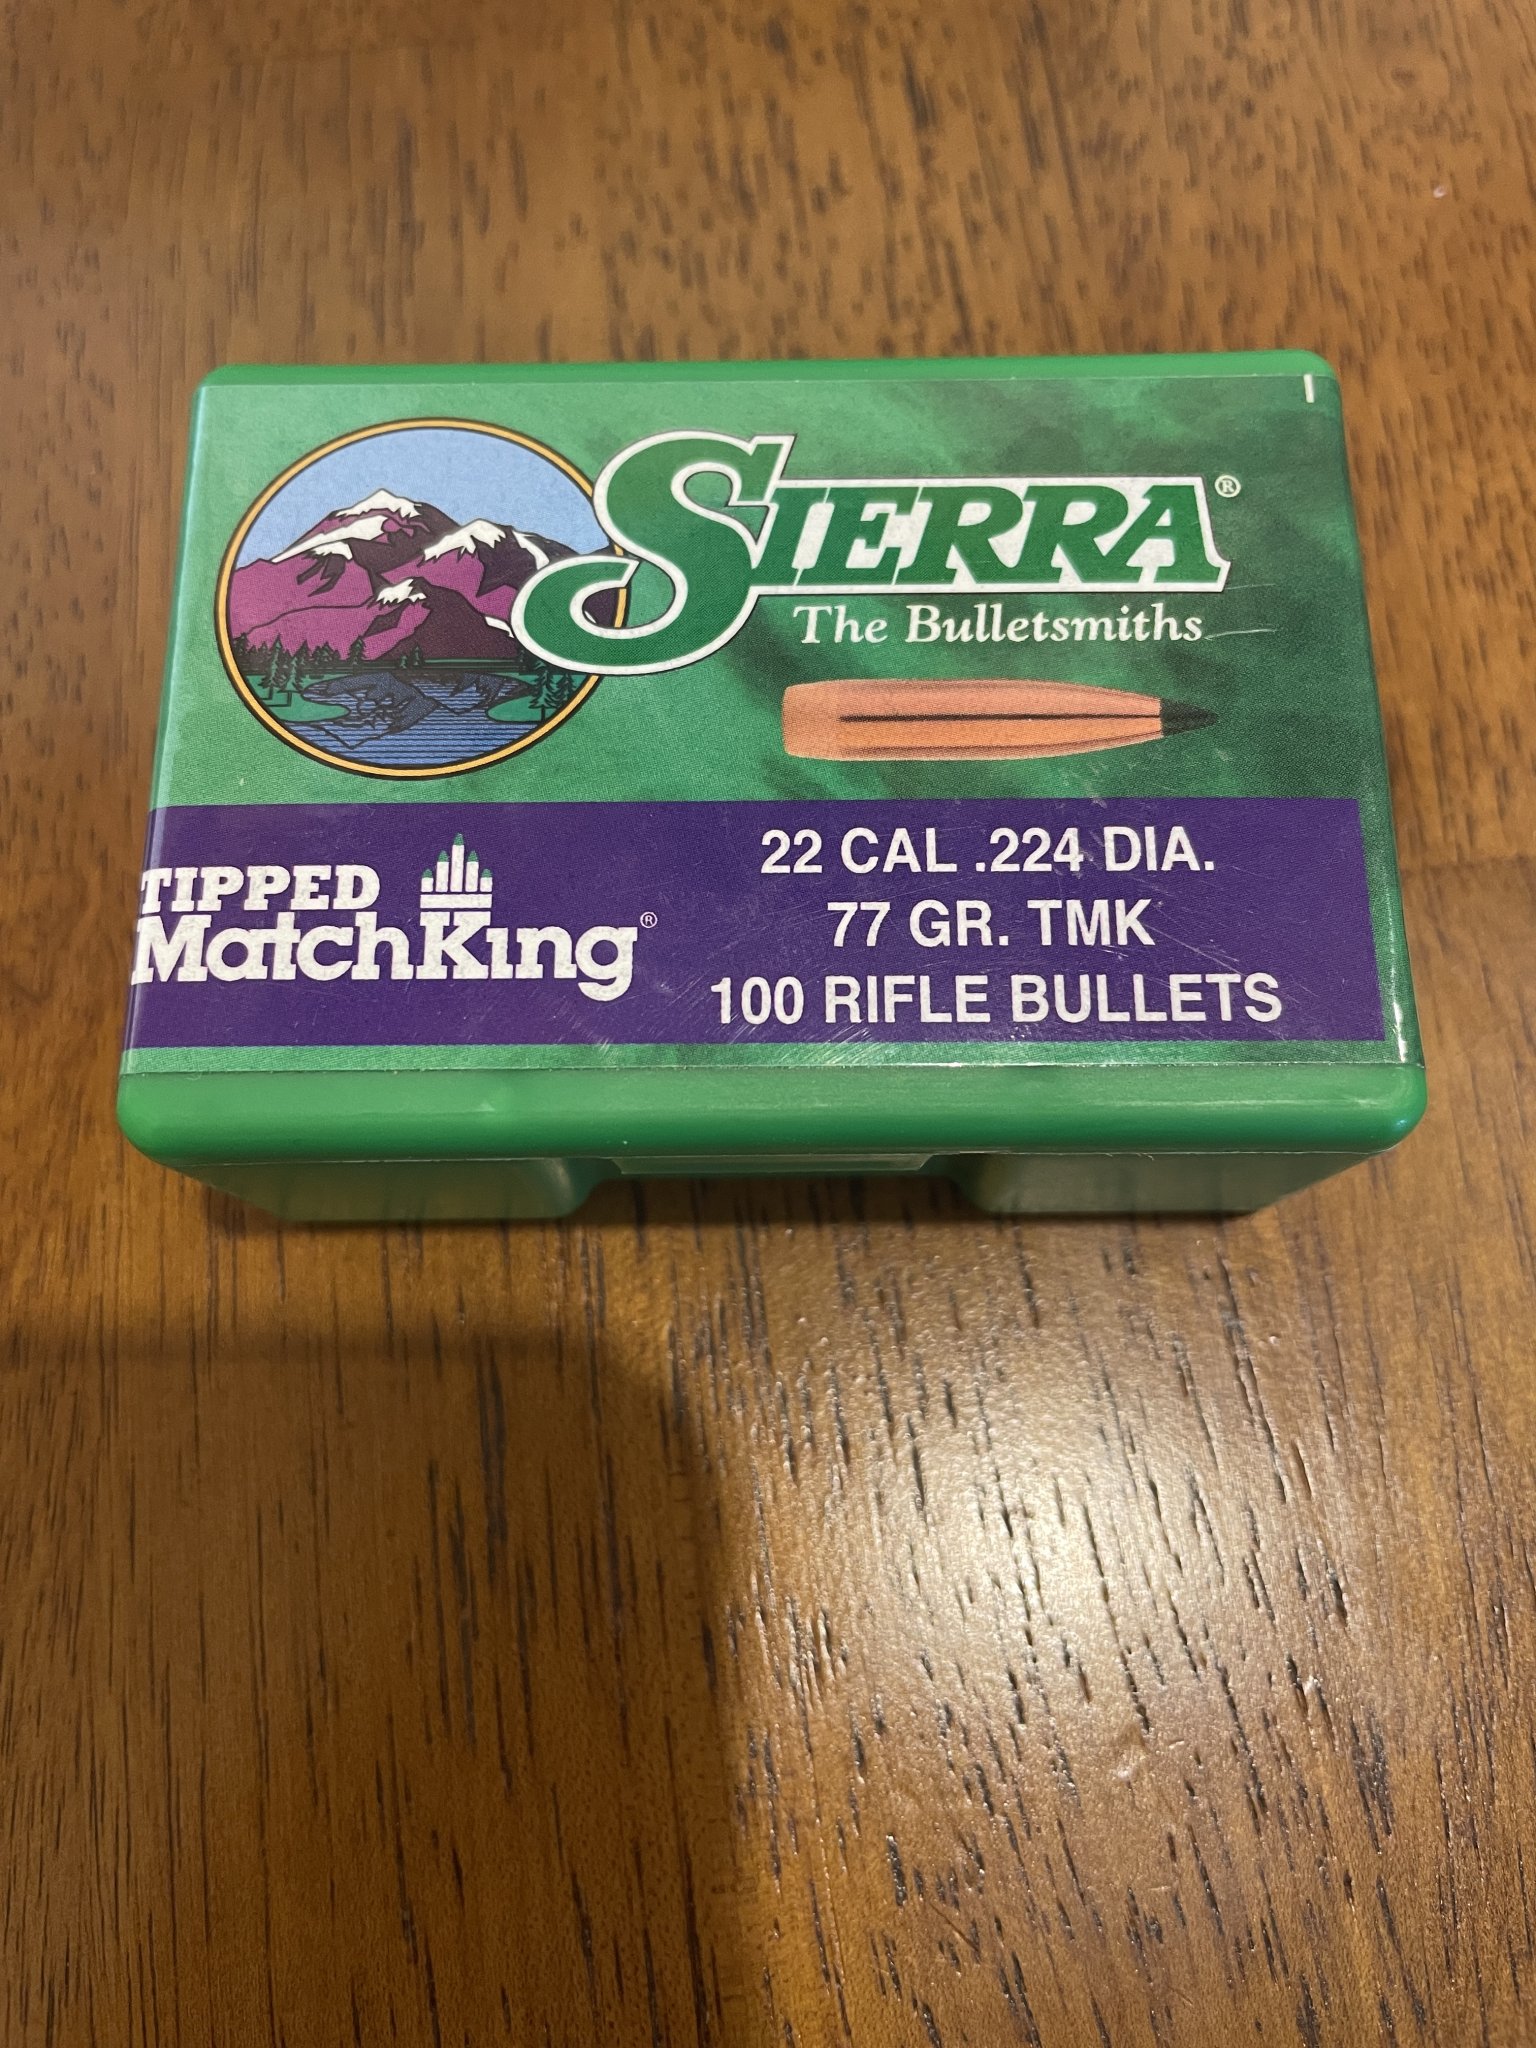 SIERRA®
The Bulletsmiths
TIPPED
MatchKing®
22 CAL .224 DIA.
77 GR. TMK
100 RIFLE BULLETS